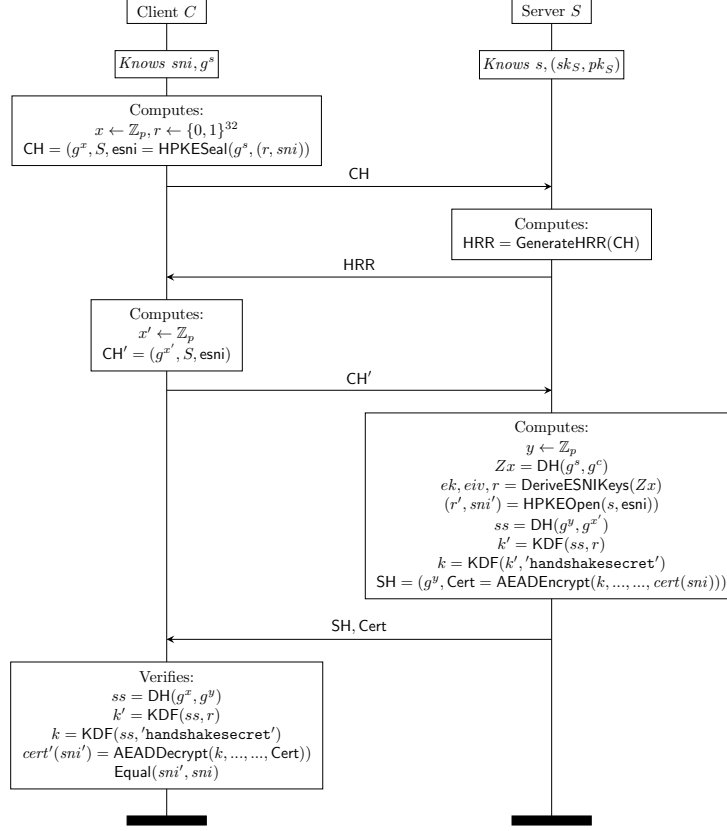 Client C
Server S
Knows sni, g^s
Knows s, (sk_S, pk_S)
Computes:
x ← ℤ_p, r ← {0, 1}^32
CH = (g^x, S, esni = HPKESeal(g^s, (r, sni))
CH
Computes:
HRR = GenerateHRR(CH)
HRR
Computes:
x′ ← ℤ_p
CH′ = (g^x′, S, esni)
CH′
Computes:
y ← ℤ_p
Zx = DH(g^s, g^c)
ek, eiv, r = DeriveESNIKeys(Zx)
(r′, sni′) = HPKEOpen(s, esni))
ss = DH(g^y, g^x′)
k′ = KDF(ss, r)
k = KDF(k′, 'handshakesecret')
SH = (g^y, Cert = AEADEncrypt(k, ..., ..., cert(sni)))
SH, Cert
Verifies:
ss = DH(g^x, g^y)
k′ = KDF(ss, r)
k = KDF(ss, 'handshakesecret')
cert′(sni′) = AEADDecrypt(k, ..., ..., Cert))
Equal(sni′, sni)